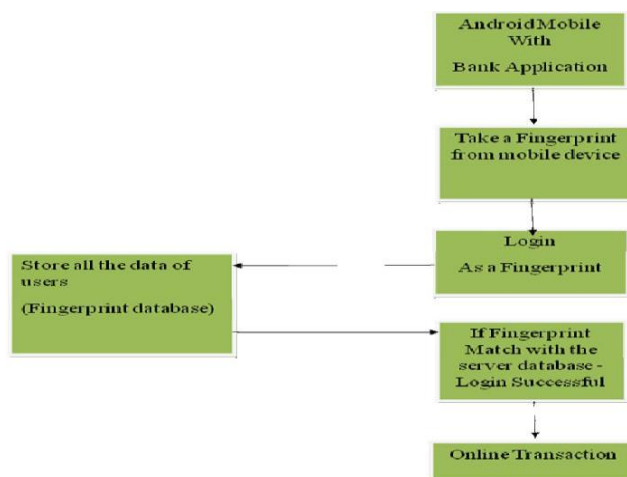 Android Mobile
With
Bank Application
Take a Fingerprint
from mobile device
Login
As a Fingerprint
Store all the data of
users
(Fingerprint database)
If Fingerprint
Match with the
server database -
Login Successful
Online Transaction